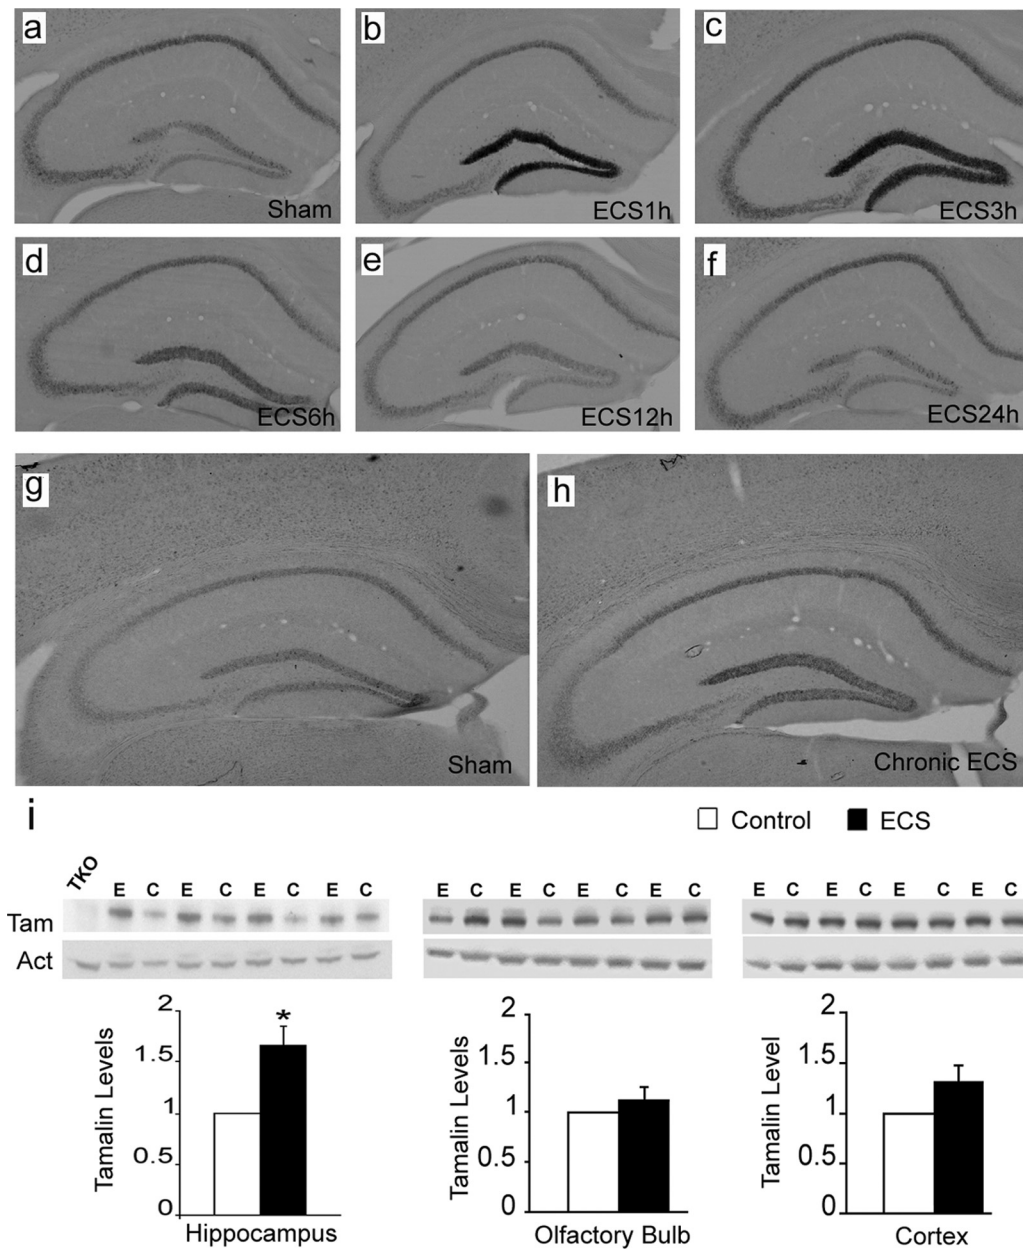 a
b
c
Sham
ECS1h
ECS3h
d
e
f
ECS6h
ECS12h
ECS24h
g
h
Sham
Chronic ECS
i
Control
ECS
TKO E C E C E C E C
E C E C E C E C
E C E C E C E C
Tam
Act
Tamalin Levels
2
1.5
1
0.5
0
*
Hippocampus
Tamalin Levels
2
1.5
1
0.5
0
Olfactory Bulb
Tamalin Level
2
1.5
1
0.5
0
Cortex